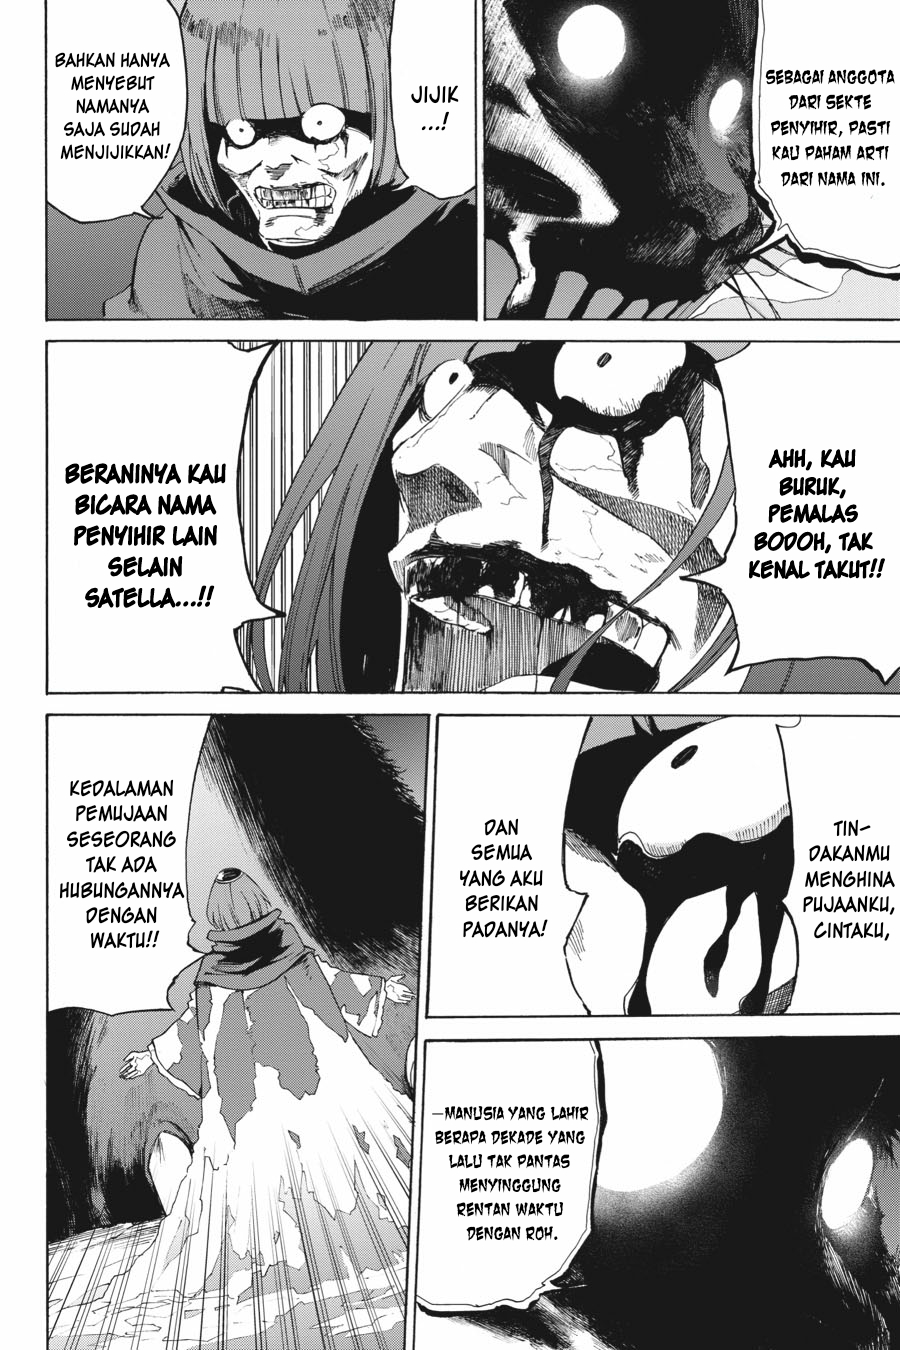 SEBAGAI ANGGOTA
DARI SEKTE
PENYIHIR, PASTI
KAU PAHAM ARTI
DARI NAMA INI.
JIJIK
...!
BAHKAN HANYA
MENYEBUT
NAMANYA
SAJA SUDAH
MENJIJIKKAN!
AHH, KAU
BURUK,
PEMALAS
BODOH, TAK
KENAL TAKUT!!
BERANINYA KAU
BICARA NAMA
PENYIHIR LAIN
SELAIN
SATELLA...!!
TIN-
DAKANMU
MENGHINA
PUJAANKU,
CINTAKU,
DAN
SEMUA
YANG AKU
BERIKAN
PADANYA!
KEDALAMAN
PEMUJAAN
SESEORANG
TAK ADA
HUBUNGANNYA
DENGAN
WAKTU!!
—MANUSIA YANG LAHIR
BERAPA DEKADE YANG
LALU TAK PANTAS
MENYINGGUNG
RENTAN WAKTU
DENGAN ROH.